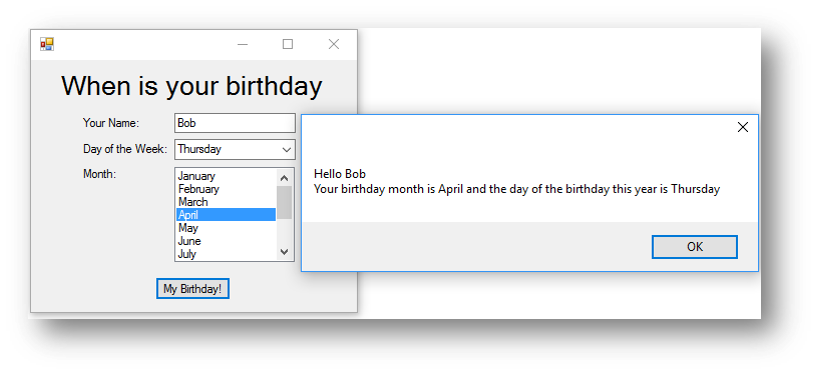 When is your birthday
Your Name: Bob
Day of the Week: Thursday
Month:
January
February
March
April
May
June
July
My Birthday!
Hello Bob
Your birthday month is April and the day of the birthday this year is Thursday
OK